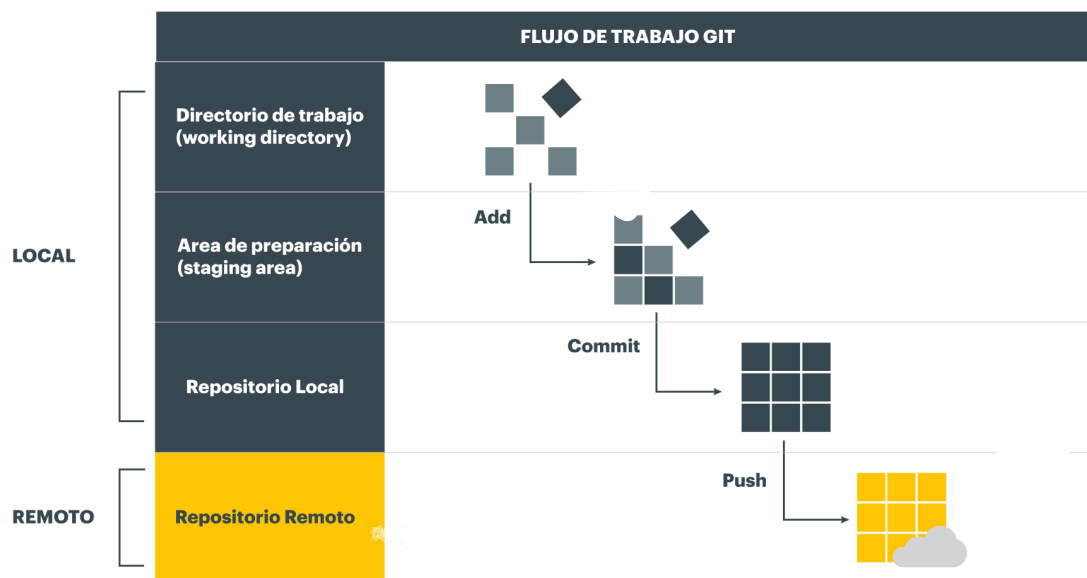 FLUJO DE TRABAJO GIT
Directorio de trabajo
(working directory)
Add
LOCAL
Area de preparación
(staging area)
Commit
Repositorio Local
Push
REMOTO
Repositorio Remoto